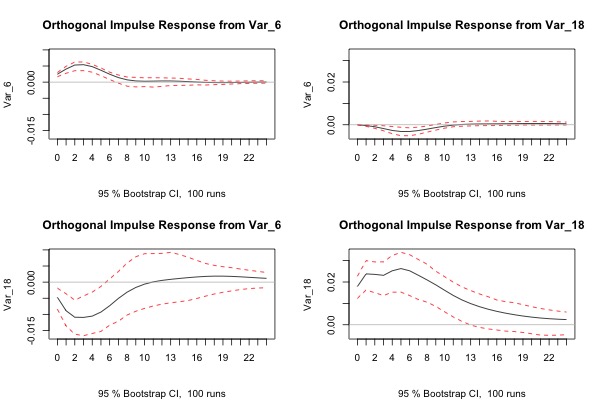 Orthogonal Impulse Response from Var_6
Var_6
0.000
-0.015
0 2 4 6 8 10 13 16 19 22
95 % Bootstrap CI, 100 runs
Orthogonal Impulse Response from Var_18
Var_6
0.02
0.00
0 2 4 6 8 10 13 16 19 22
95 % Bootstrap CI, 100 runs
Orthogonal Impulse Response from Var_6
Var_18
0.000
-0.015
0 2 4 6 8 10 13 16 19 22
95 % Bootstrap CI, 100 runs
Orthogonal Impulse Response from Var_18
Var_18
0.02
0.00
0 2 4 6 8 10 13 16 19 22
95 % Bootstrap CI, 100 runs